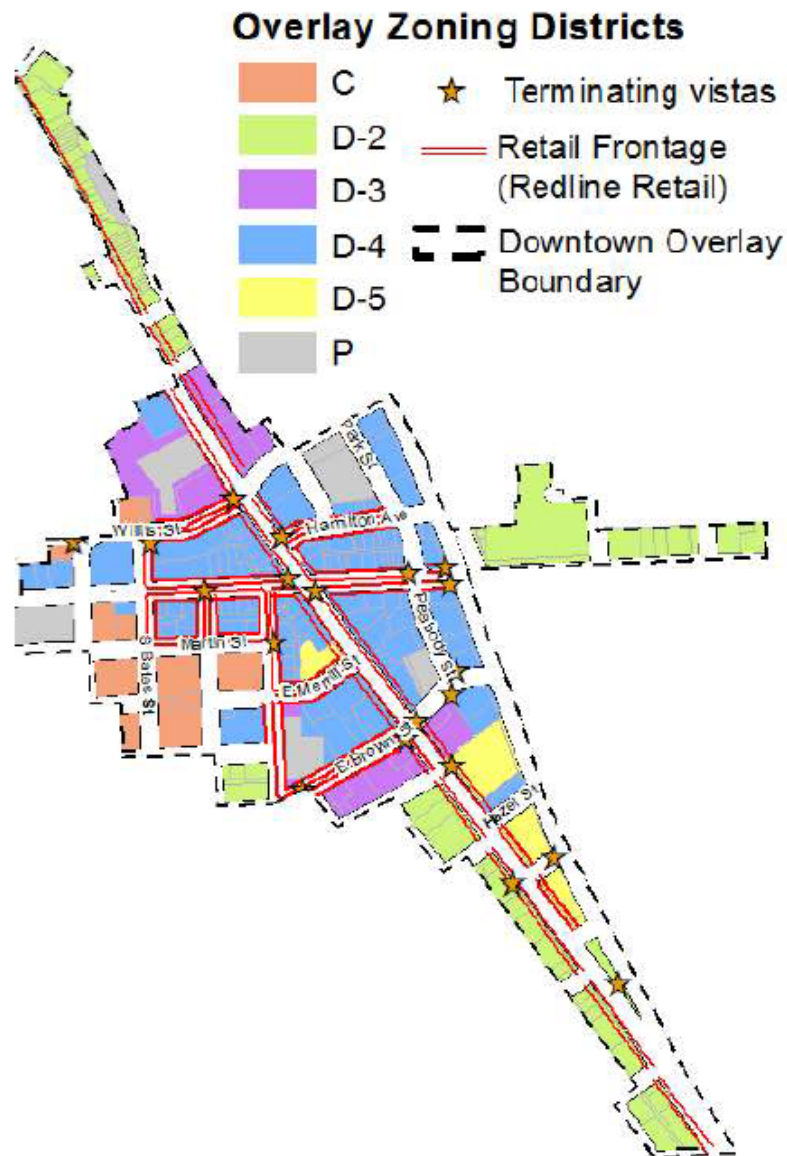 Overlay Zoning Districts
C
D-2
D-3
D-4
D-5
P
Terminating vistas
Retail Frontage
(Redline Retail)
Downtown Overlay
Boundary
Park St
Willits St
Hamilton Ave
Peabody St
S Bates St
Martin St
E Merrill St
E Brown St
Hazel St